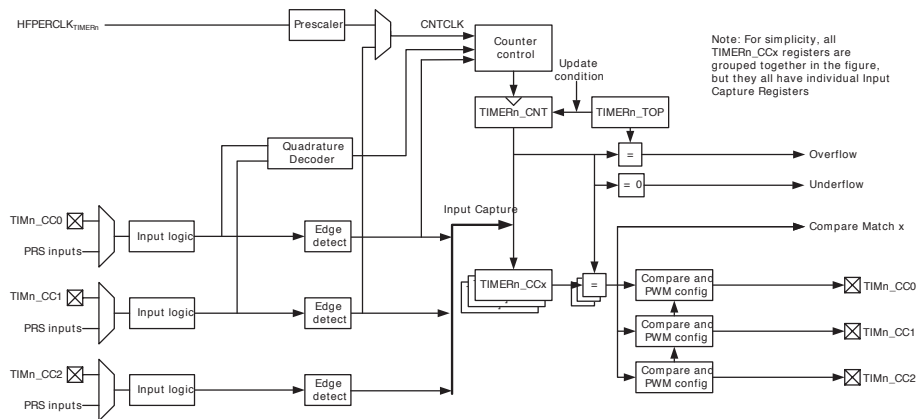 HFPERCLKTIMERn
Prescaler
CNTCLK
Counter
control
Note: For simplicity, all
TIMERn_CCx registers are
grouped together in the figure,
but they all have individual Input
Capture Registers
Update
condition
TIMERn_CNT
TIMERn_TOP
Quadrature
Decoder
=
Overflow
= 0
Underflow
TIMn_CC0
PRS inputs
Input logic
Edge
detect
Input Capture
Compare Match x
TIMERn_CCx
=
Compare and
PWM config
TIMn_CC0
TIMn_CC1
PRS inputs
Input logic
Edge
detect
Compare and
PWM config
TIMn_CC1
TIMn_CC2
PRS inputs
Input logic
Edge
detect
Compare and
PWM config
TIMn_CC2